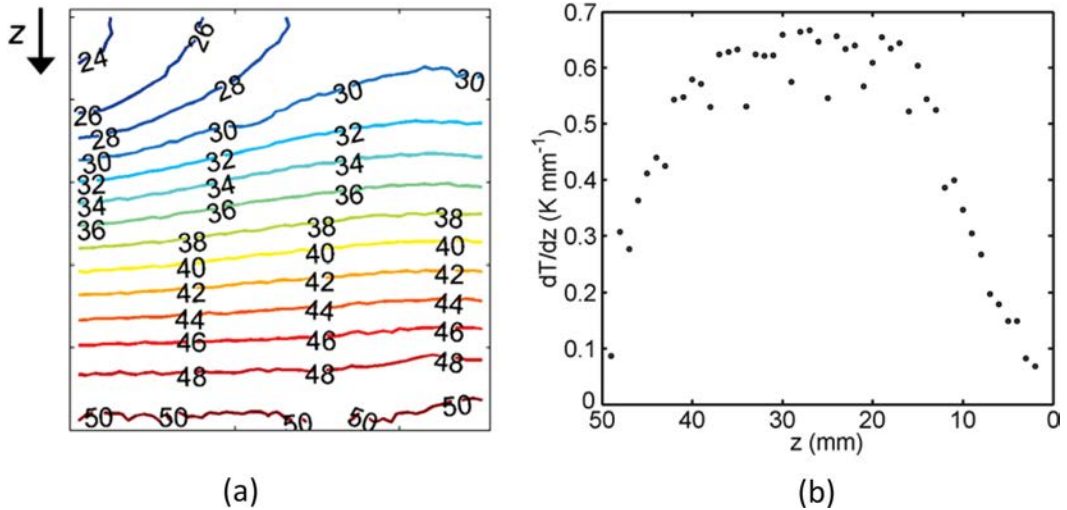 z
24 26 28 30 30
26
28 30 32
30 32 34
32 34 36
34 36
36 38 38
38 40 40
40 42 42
42 44 44
44 46 46
46 48 48
48
50 50 50 50 50
(a)
0.7
0.6
0.5
0.4
0.3
0.2
0.1
0
dT/dz (K mm⁻¹)
50 40 30 20 10 0
z (mm)
(b)